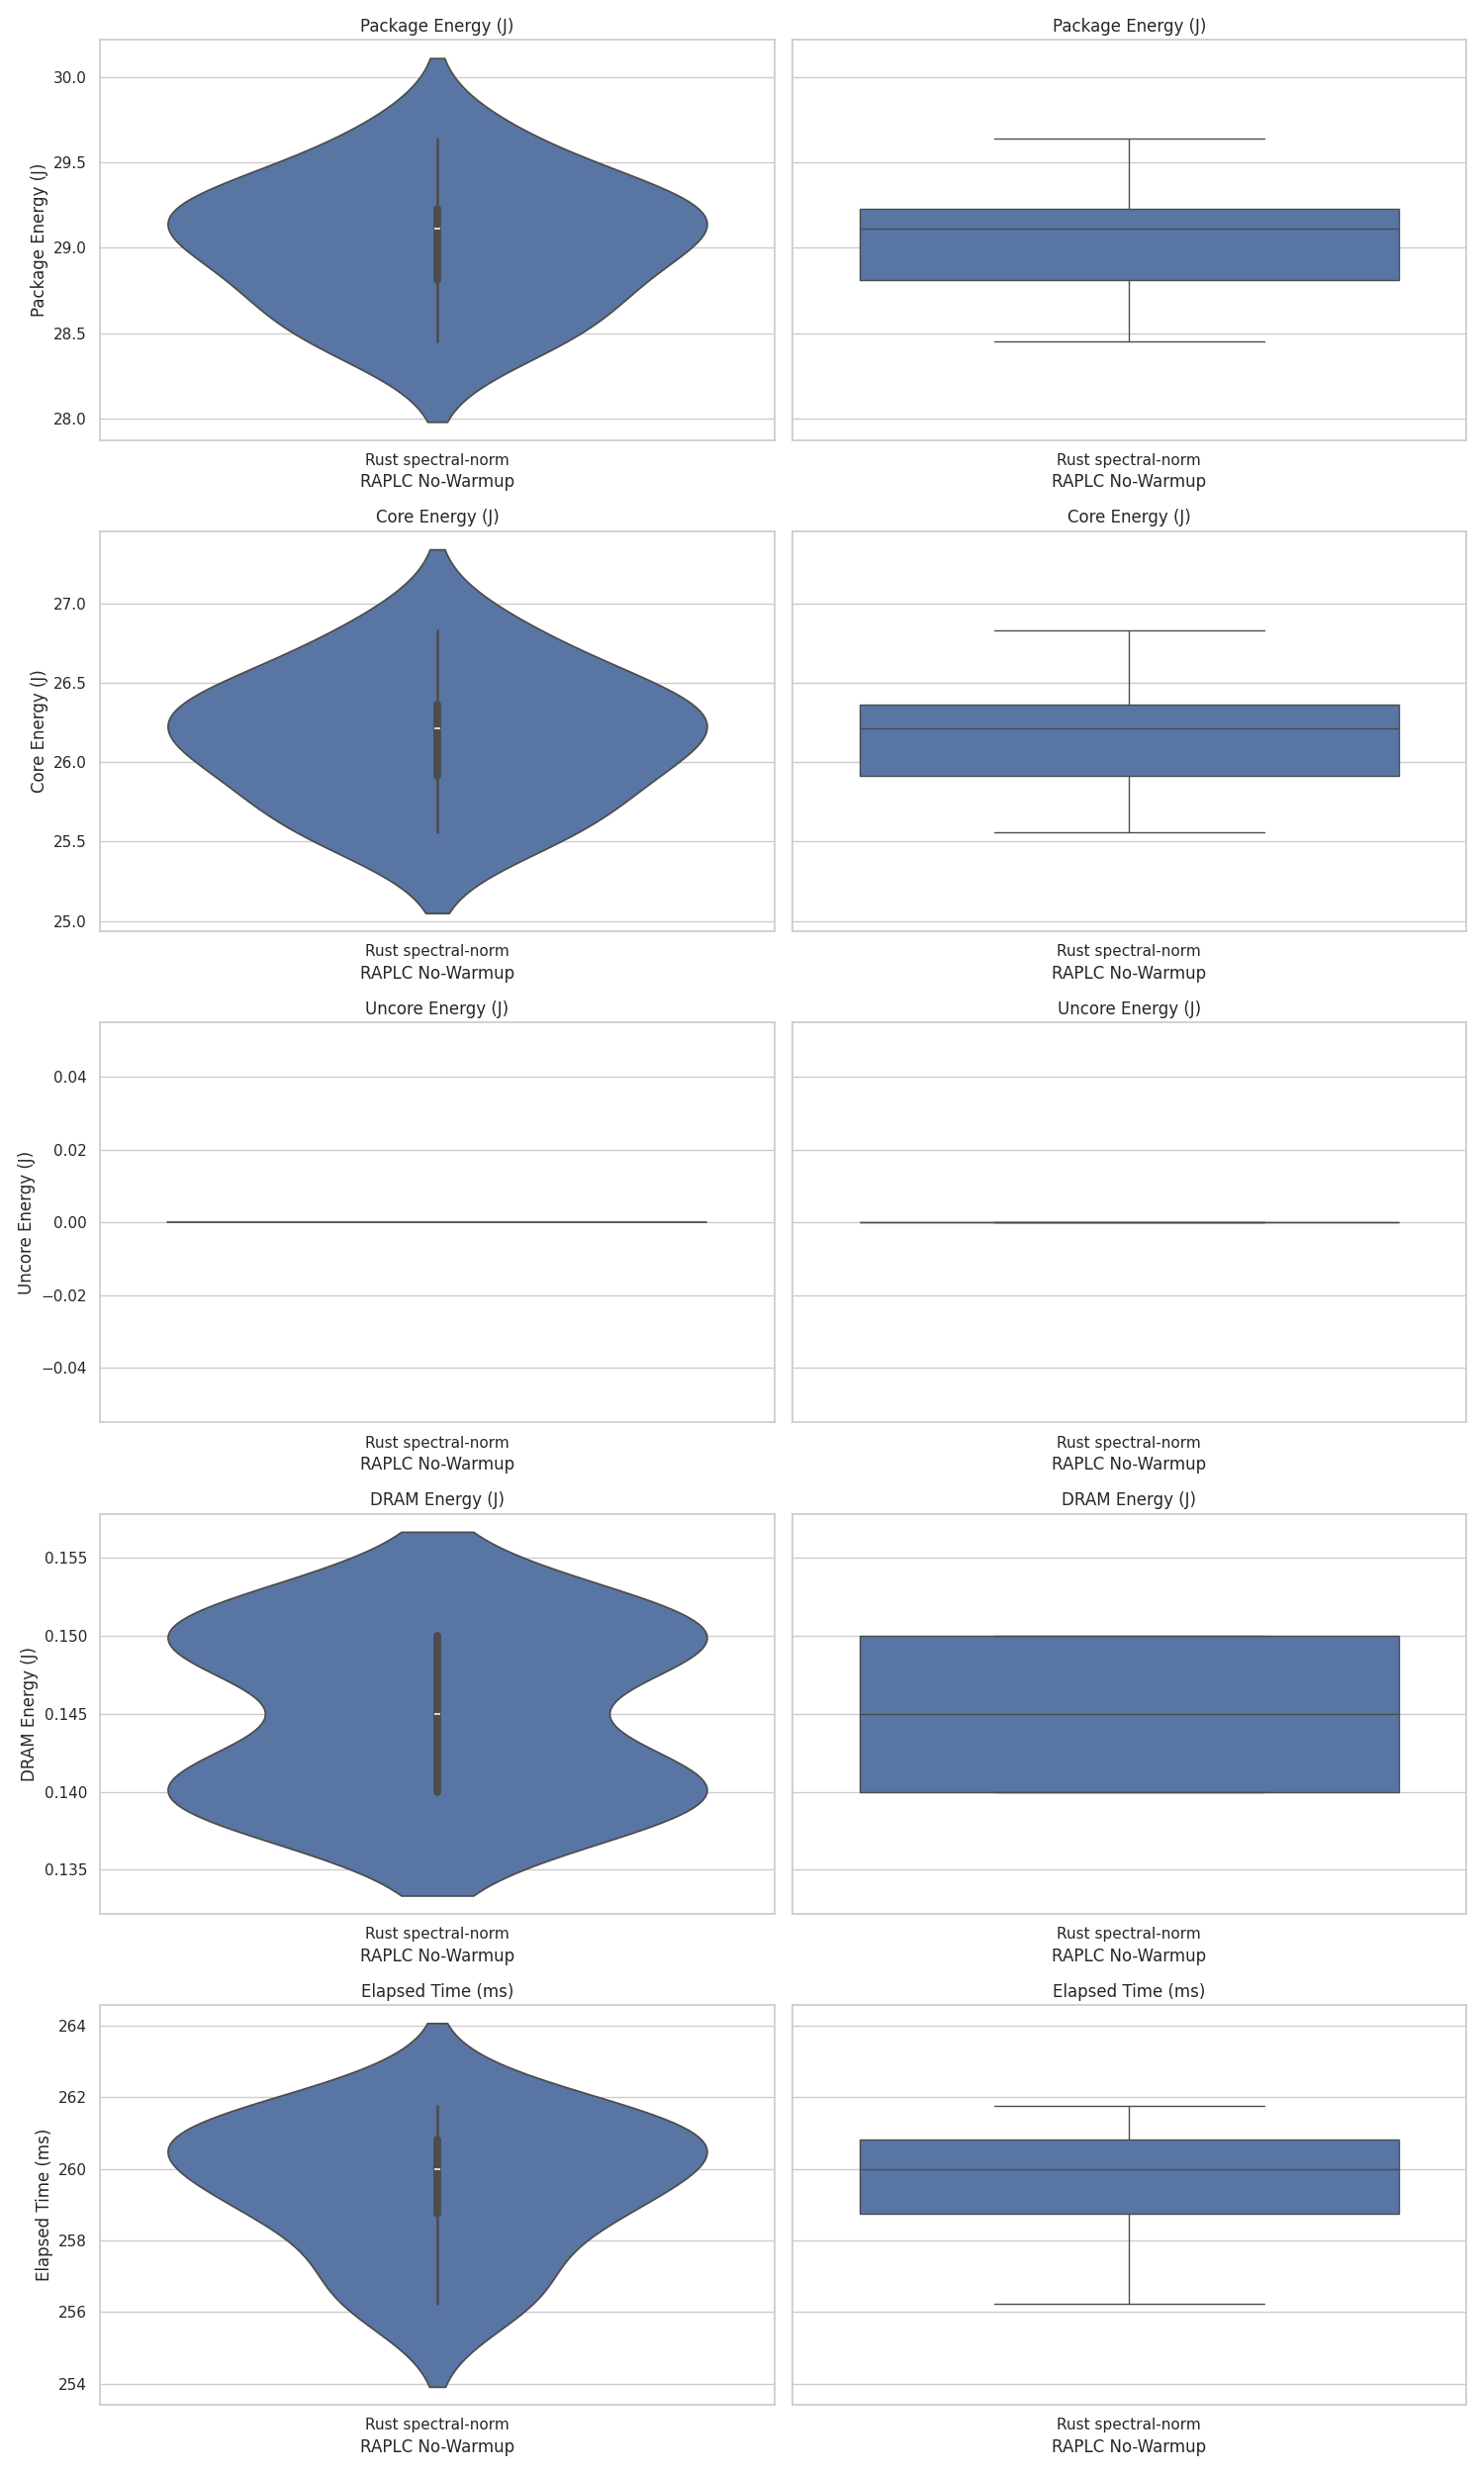 Package Energy (J)
Package Energy (J)
Package Energy (J)
30.0
29.5
29.0
28.5
28.0
Rust spectral-norm
RAPLC No-Warmup
Rust spectral-norm
RAPLC No-Warmup
Core Energy (J)
Core Energy (J)
Core Energy (J)
27.0
26.5
26.0
25.5
25.0
Rust spectral-norm
RAPLC No-Warmup
Rust spectral-norm
RAPLC No-Warmup
Uncore Energy (J)
Uncore Energy (J)
Uncore Energy (J)
0.04
0.02
0.00
−0.02
−0.04
Rust spectral-norm
RAPLC No-Warmup
Rust spectral-norm
RAPLC No-Warmup
DRAM Energy (J)
DRAM Energy (J)
DRAM Energy (J)
0.155
0.150
0.145
0.140
0.135
Rust spectral-norm
RAPLC No-Warmup
Rust spectral-norm
RAPLC No-Warmup
Elapsed Time (ms)
Elapsed Time (ms)
Elapsed Time (ms)
264
262
260
258
256
254
Rust spectral-norm
RAPLC No-Warmup
Rust spectral-norm
RAPLC No-Warmup